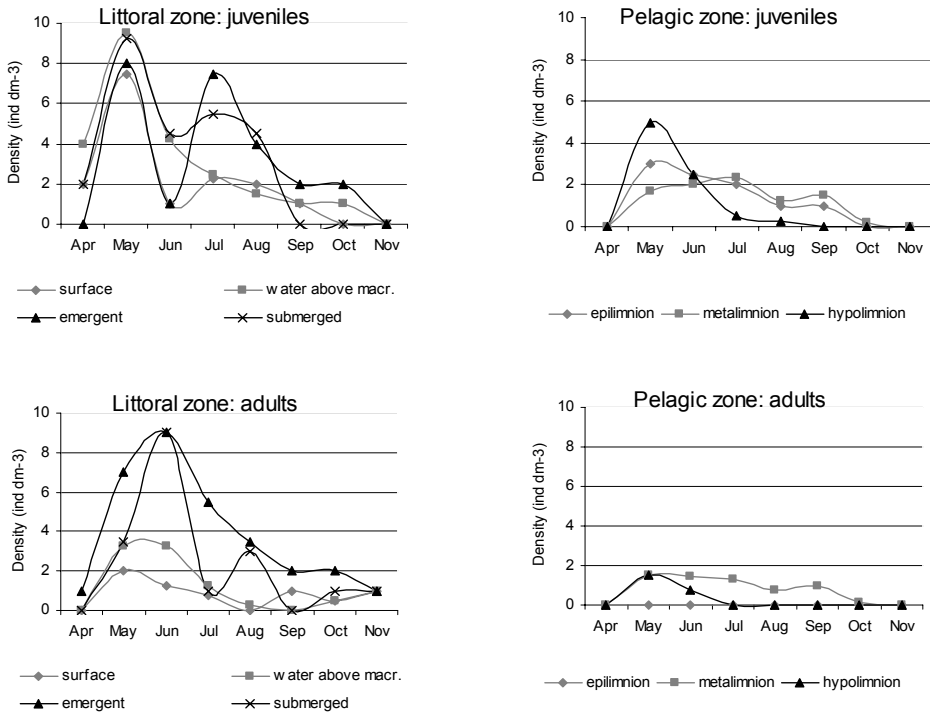 Littoral zone: juveniles
Density (ind dm-3)
10
8
6
4
2
0
Apr May Jun Jul Aug Sep Oct Nov
surface water above macr.
emergent submerged
Pelagic zone: juveniles
Density (ind dm-3)
10
8
6
4
2
0
Apr May Jun Jul Aug Sep Oct Nov
epilimnion metalimnion hypolimnion
Littoral zone: adults
Density (ind dm-3)
10
8
6
4
2
0
Apr May Jun Jul Aug Sep Oct Nov
surface water above macr.
emergent submerged
Pelagic zone: adults
Density (ind dm-3)
10
8
6
4
2
0
Apr May Jun Jul Aug Sep Oct Nov
epilimnion metalimnion hypolimnion